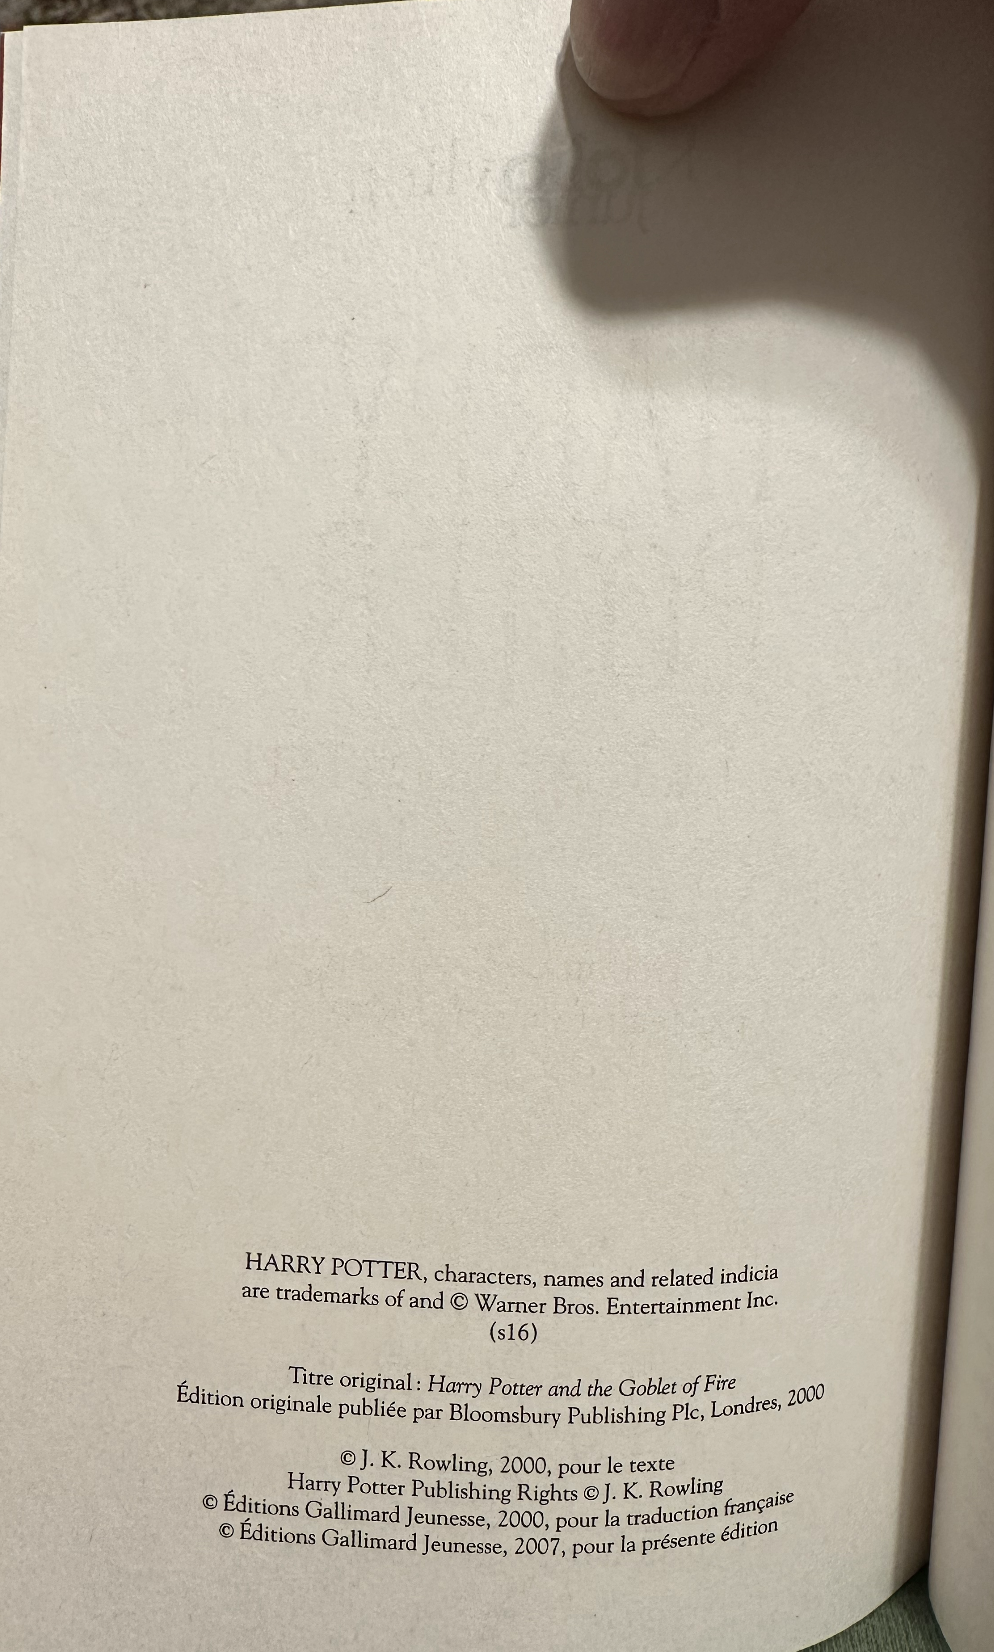 HARRY POTTER, characters, names and related indicia
are trademarks of and © Warner Bros. Entertainment Inc.
(s16)
Titre original : Harry Potter and the Goblet of Fire
Édition originale publiée par Bloomsbury Publishing Plc, Londres, 2000
© J. K. Rowling, 2000, pour le texte
Harry Potter Publishing Rights © J. K. Rowling
© Éditions Gallimard Jeunesse, 2000, pour la traduction française
© Éditions Gallimard Jeunesse, 2007, pour la présente édition